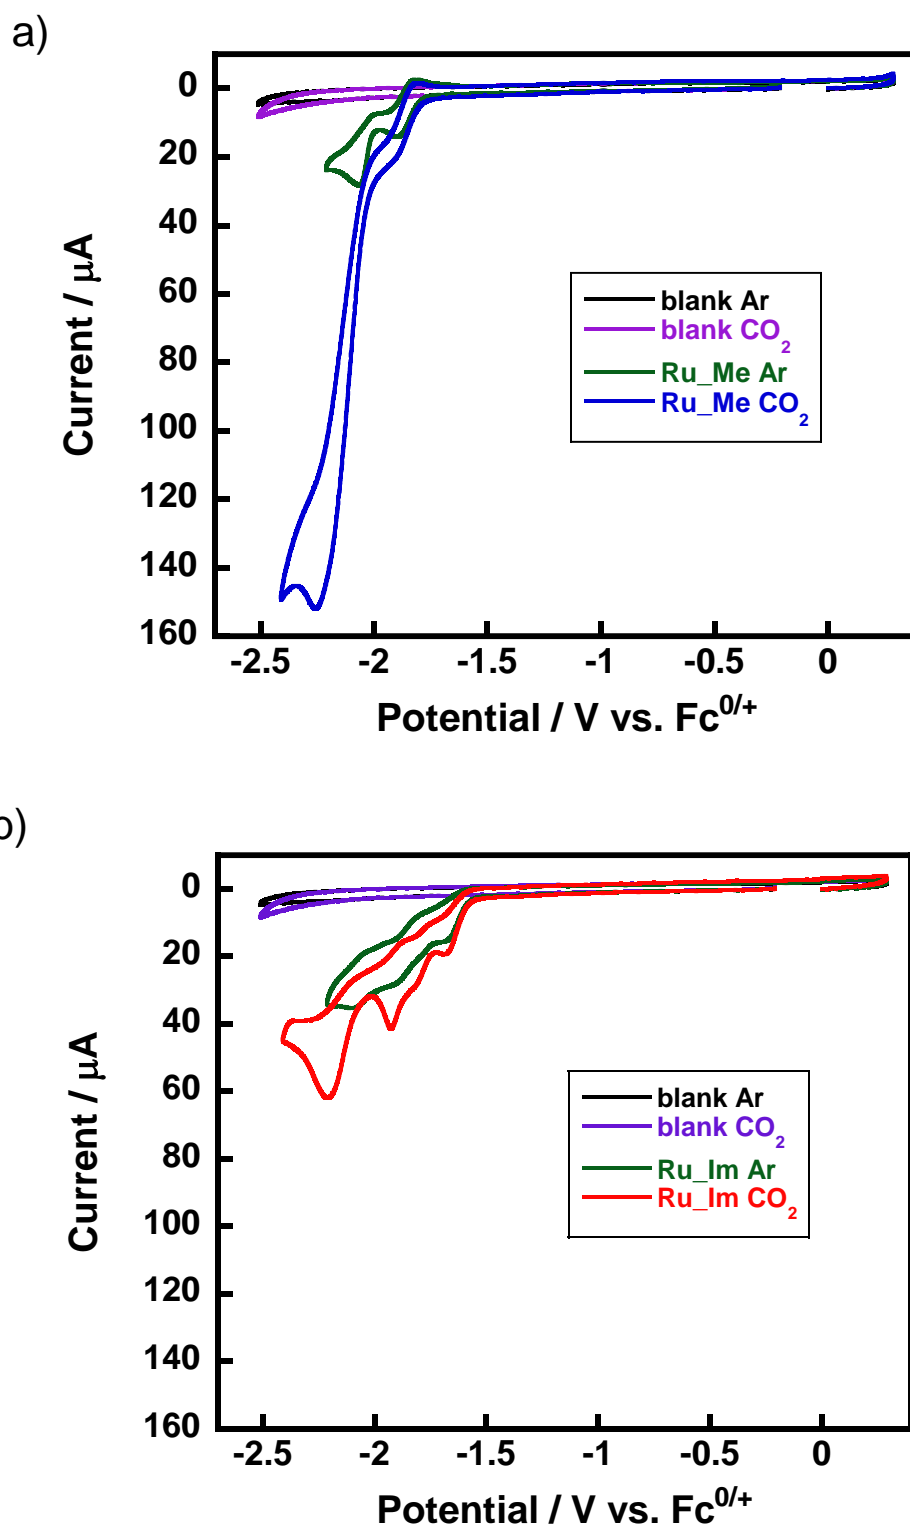 a)
0
20
40
60
80
100
120
140
160
Current / μA
blank Ar
blank CO₂
Ru_Me Ar
Ru_Me CO₂
-2.5 -2 -1.5 -1 -0.5 0
Potential / V vs. Fc⁰/⁺
b)
0
20
40
60
80
100
120
140
160
Current / μA
blank Ar
blank CO₂
Ru_Im Ar
Ru_Im CO₂
-2.5 -2 -1.5 -1 -0.5 0
Potential / V vs. Fc⁰/⁺